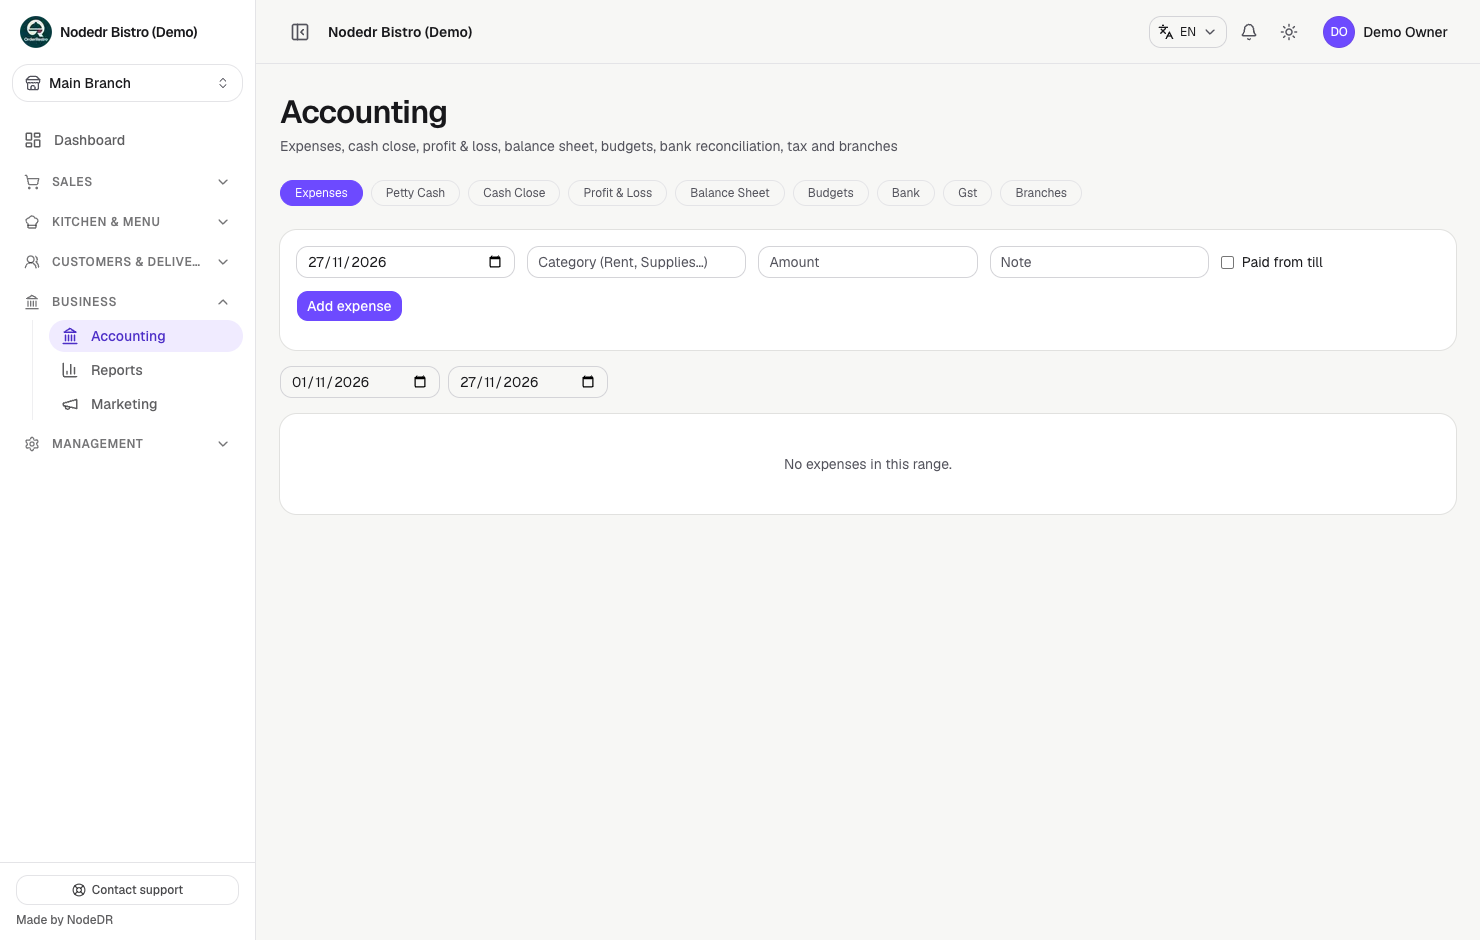 Nodedr Bistro (Demo)
Main Branch
Dashboard
SALES
KITCHEN & MENU
CUSTOMERS & DELIVE...
BUSINESS
Accounting
Reports
Marketing
MANAGEMENT
Contact support
Made by NodeDR
Nodedr Bistro (Demo)
EN
DO
Demo Owner
Accounting
Expenses, cash close, profit & loss, balance sheet, budgets, bank reconciliation, tax and branches
Expenses Petty Cash Cash Close Profit & Loss Balance Sheet Budgets Bank Gst Branches
27/11/2026 Category (Rent, Supplies...) Amount Note Paid from till
Add expense
01/11/2026 27/11/2026
No expenses in this range.